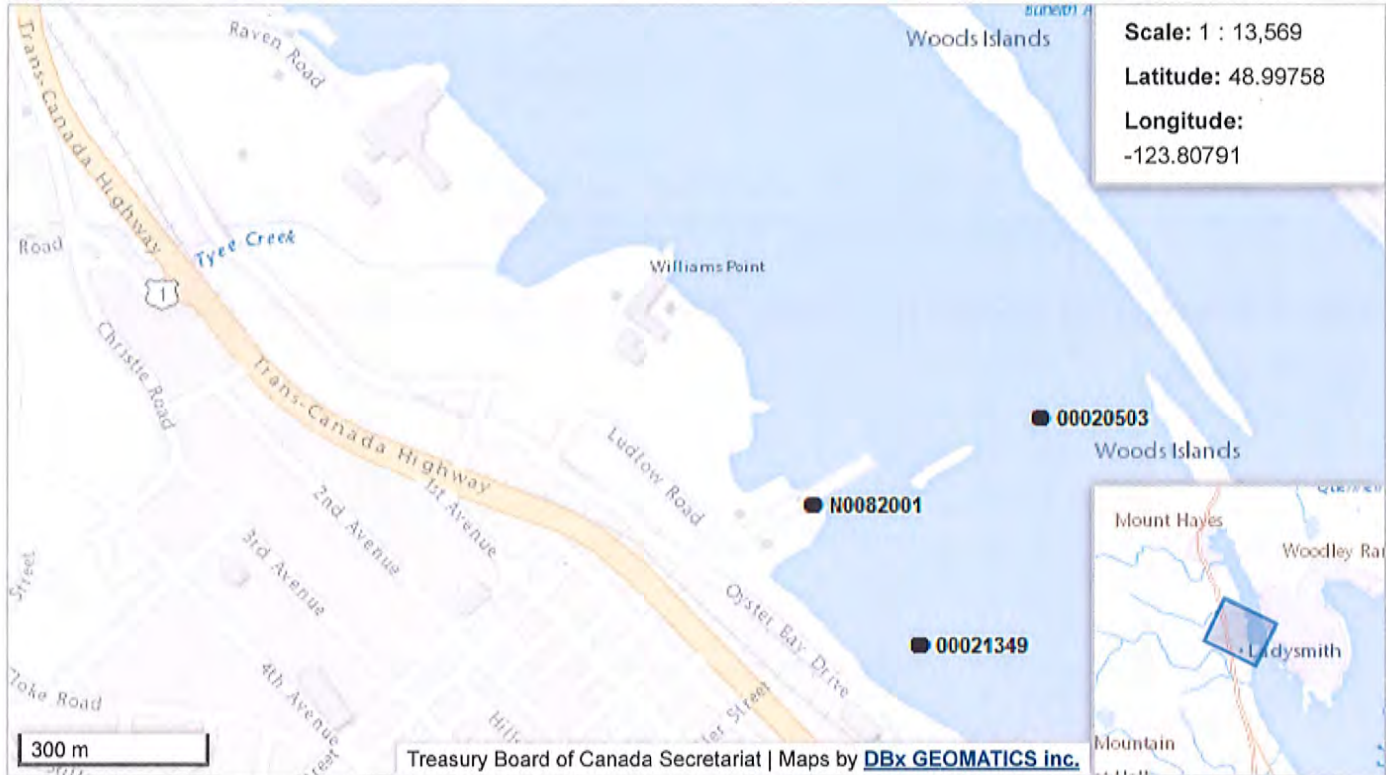 Trans-Canada Highway
Raven Road
Woods Islands
Scale: 1 : 13,569
Latitude: 48.99758
Longitude:
-123.80791
Road
Tyee Creek
1
Williams Point
Christie Road
Trans-Canada Highway
00020503
Woods Islands
Ludlow Road
N0082001
1st Avenue
2nd Avenue
3rd Avenue
4th Avenue
Street
Oyster Bay Drive
00021349
Street
Road
Street
Mount Hayes
Woodley
Ladysmith
Mountain
300 m
Treasury Board of Canada Secretariat | Maps by DBx GEOMATICS inc.